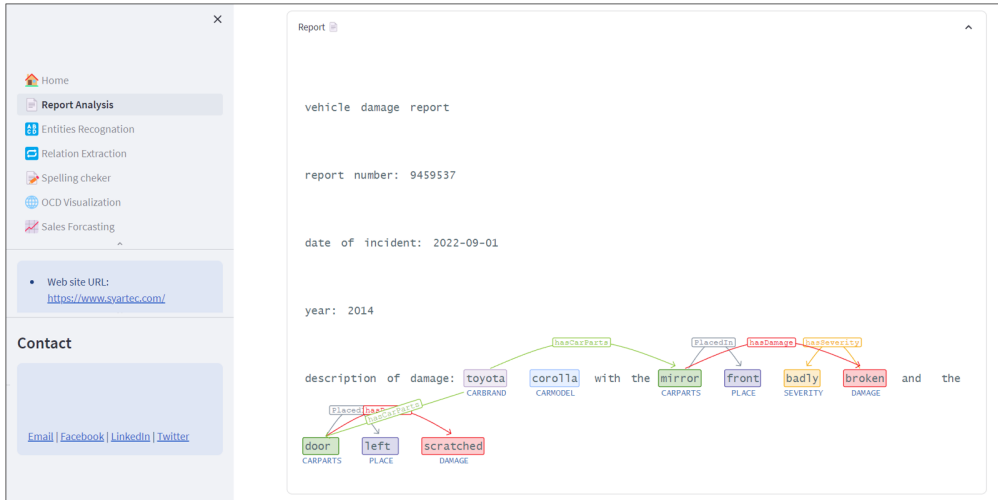 ×
Home
Report Analysis
Entities Recognation
Relation Extraction
Spelling cheker
OCD Visualization
Sales Forcasting
Web site URL:
https://www.syartec.com/
Contact
Email | Facebook | LinkedIn | Twitter
Report
vehicle damage report
report number: 9459537
date of incident: 2022-09-01
year: 2014
hasCarParts PlacedIn hasDamage hasSeverity
description of damage: toyota corolla with the mirror front badly broken and the
CARBRAND CARMODEL CARPARTS PLACE SEVERITY DAMAGE
hasCarParts
door left scratched
CARPARTS PLACE DAMAGE